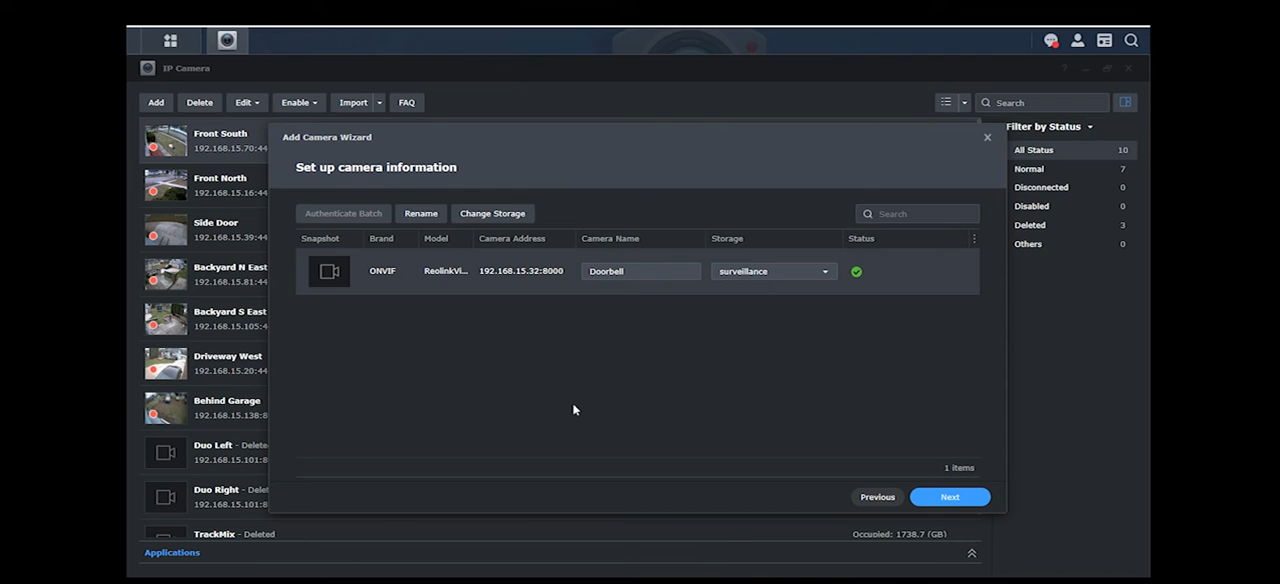 IP Camera
?
Add Delete Edit Enable Import FAQ Search
Front South
192.168.15.70:44
Front North
192.168.15.16:44
Side Door
192.168.15.39:44
Backyard N East
192.168.15.81:44
Backyard S East
192.168.15.105:4
Driveway West
192.168.15.20:44
Behind Garage
192.168.15.138:8
Duo Left - Delete
192.168.15.101:8
Duo Right - Delet
192.168.15.101:8
TrackMix - Deleted
Occupied: 1738.7 (GB)
Applications
Add Camera Wizard
Set up camera information
Authenticate Batch Rename Change Storage Search
Snapshot Brand Model Camera Address Camera Name Storage Status
ONVIF ReolinkVi... 192.168.15.32:8000 Doorbell surveillance
1 items
Previous Next
Filter by Status
All Status 10
Normal 7
Disconnected 0
Disabled 0
Deleted 3
Others 0